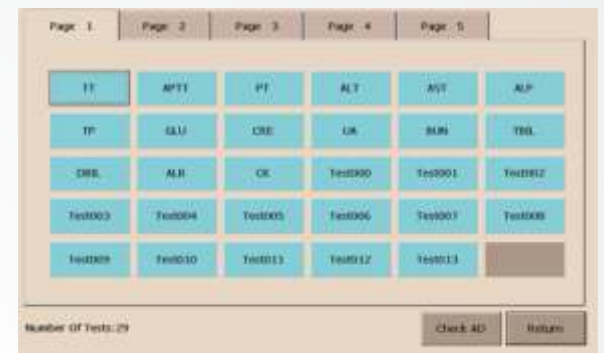 Page 1 Page 2 Page 3 Page 4 Page 5
TT APTT PT ALT AST ALP
TP GLU CRE UA BUN TBIL
DBIL ALB CK Test000 Test001 Test002
Test003 Test004 Test005 Test006 Test007 Test008
Test009 Test010 Test011 Test012 Test013
Number Of Tests:29 Check AD Return